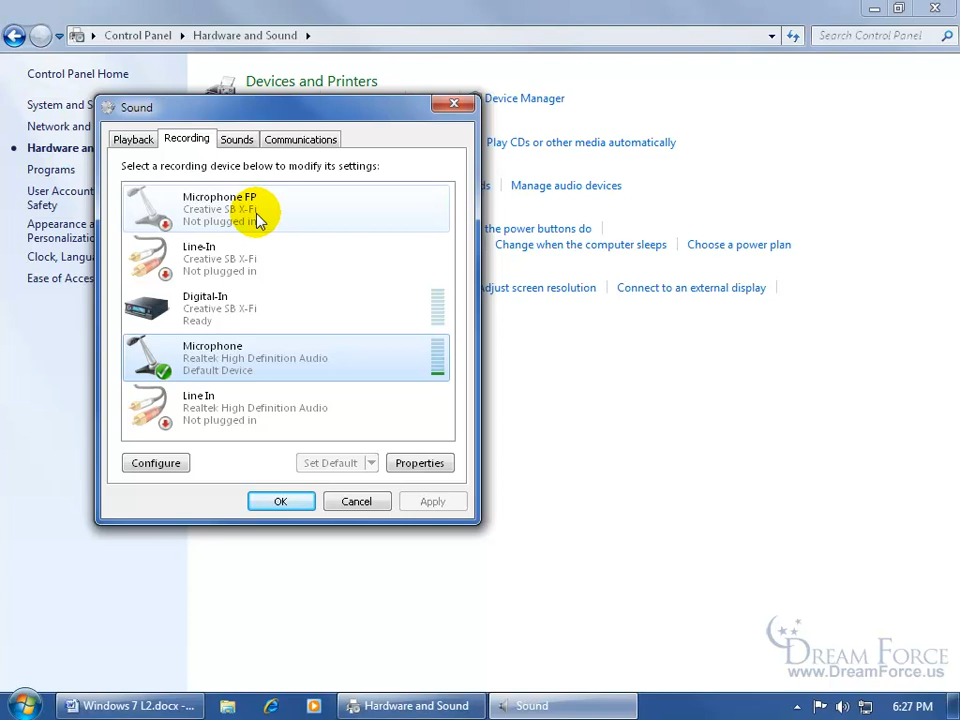 Control Panel
Hardware and Sound
Search Control Panel
Control Panel Home
System and S
Network and
Hardware an
Programs
User Account
Safety
Appearance a
Personalization
Clock, Langua
Ease of Acces
Devices and Printers
Device Manager
Play CDs or other media automatically
ds
Manage audio devices
the power buttons do
Change when the computer sleeps
Choose a power plan
Adjust screen resolution
Connect to an external display
Sound
Playback
Recording
Sounds
Communications
Select a recording device below to modify its settings:
Microphone FP
Creative SB X-Fi
Not plugged in
Line-In
Creative SB X-Fi
Not plugged in
Digital-In
Creative SB X-Fi
Ready
Microphone
Realtek High Definition Audio
Default Device
Line In
Realtek High Definition Audio
Not plugged in
Configure
Set Default
Properties
OK
Cancel
Apply
DREAM FORCE
www.DreamForce.us
Windows 7 L2.docx -...
Hardware and Sound
Sound
6:27 PM